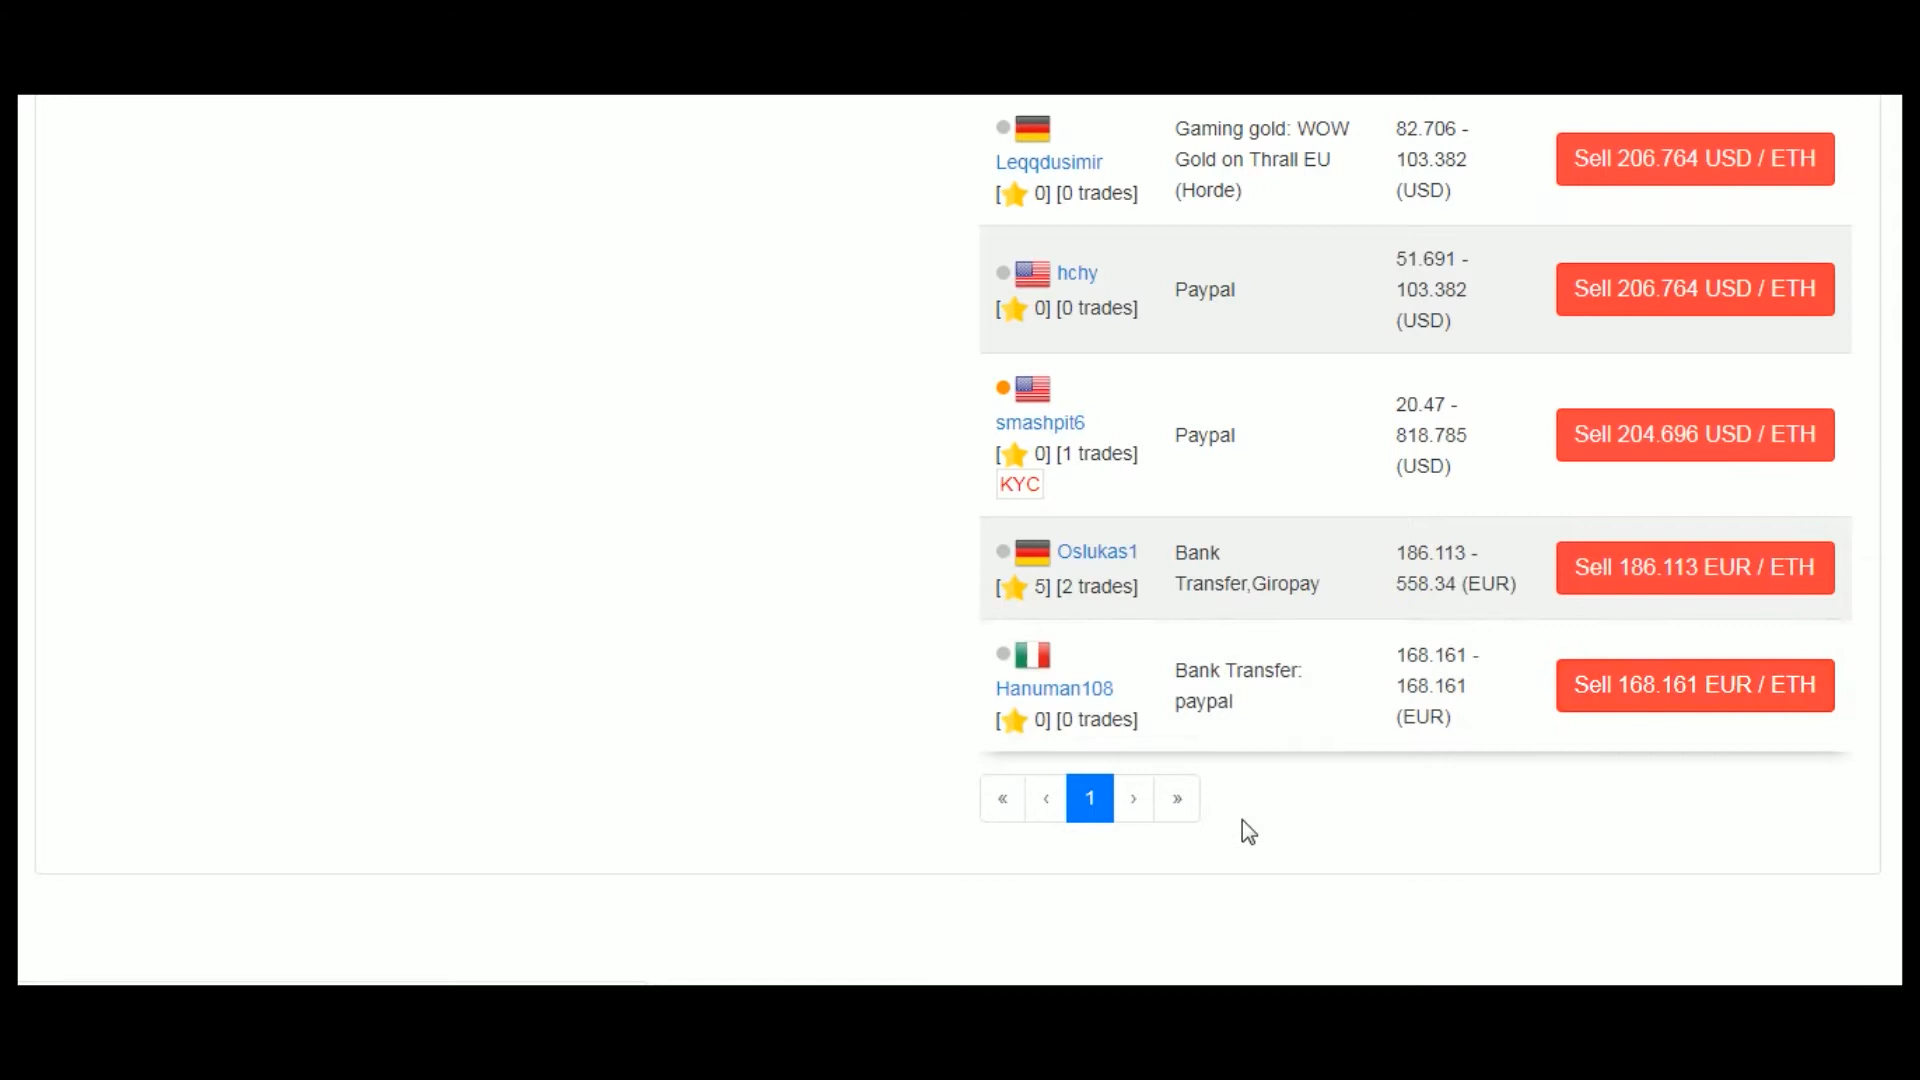 Leqqdusimir
[⭐ 0] [0 trades]
Gaming gold: WOW
Gold on Thrall EU
(Horde)
82.706 -
103.382
(USD)
Sell 206.764 USD / ETH
hchy
[⭐ 0] [0 trades]
Paypal
51.691 -
103.382
(USD)
Sell 206.764 USD / ETH
smashpit6
[⭐ 0] [1 trades]
KYC
Paypal
20.47 -
818.785
(USD)
Sell 204.696 USD / ETH
Oslukas1
[⭐ 5] [2 trades]
Bank
Transfer,Giropay
186.113 -
558.34 (EUR)
Sell 186.113 EUR / ETH
Hanuman108
[⭐ 0] [0 trades]
Bank Transfer:
paypal
168.161 -
168.161
(EUR)
Sell 168.161 EUR / ETH
« ‹ 1 › »